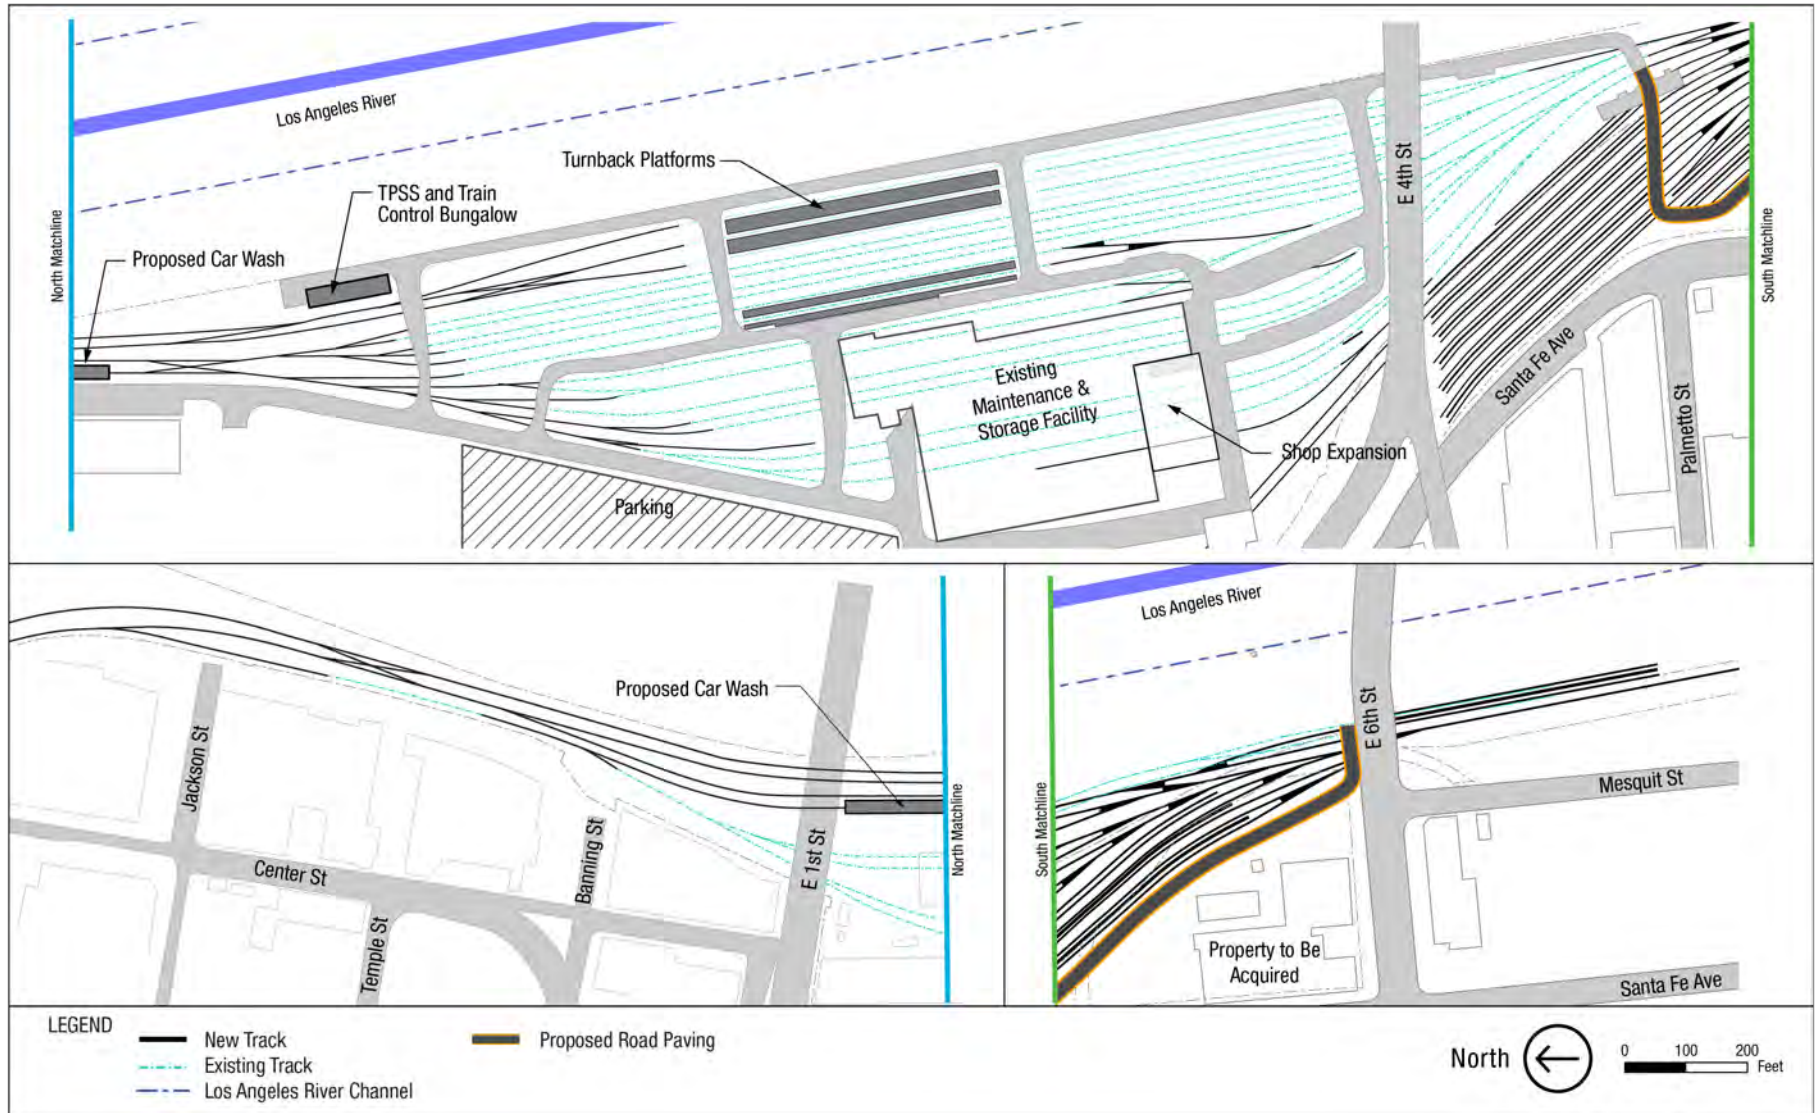 Los Angeles River
Turnback Platforms
TPSS and Train
Control Bungalow
Proposed Car Wash
North Matchline
E 4th St
South Matchline
Santa Fe Ave
Palmetto St
Existing
Maintenance &
Storage Facility
Shop Expansion
Parking
Proposed Car Wash
Jackson St
Center St
Temple St
Banning St
E 1st St
North Matchline
Los Angeles River
E 6th St
Mesquit St
South Matchline
Property to Be
Acquired
Santa Fe Ave
LEGEND
New Track
Existing Track
Los Angeles River Channel
Proposed Road Paving
North
0 100 200
Feet